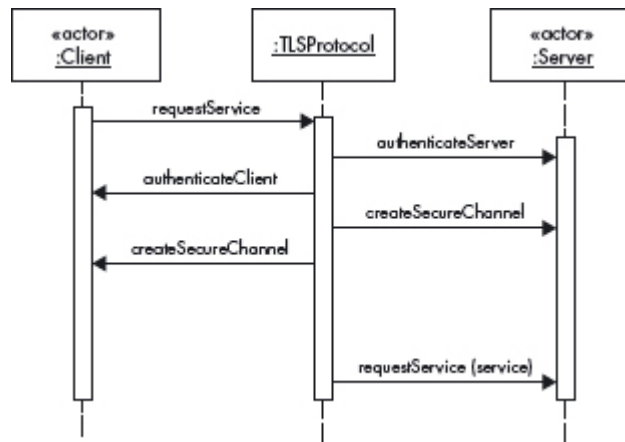 «actor»
:Client
:TLSProtocol
«actor»
:Server
requestService
authenticateServer
authenticateClient
createSecureChannel
createSecureChannel
requestService (service)